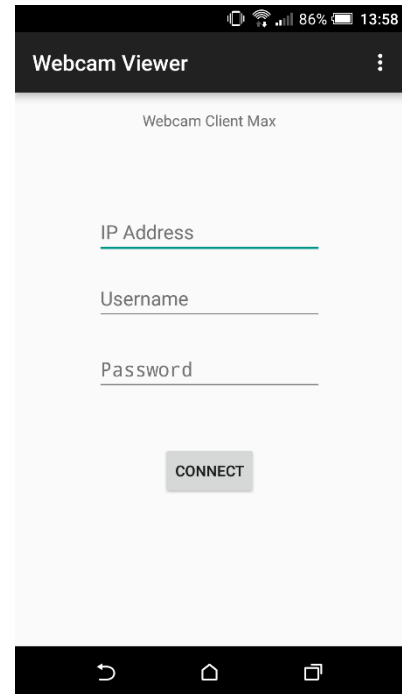 86% 13:58
Webcam Viewer
Webcam Client Max
IP Address
Username
Password
CONNECT